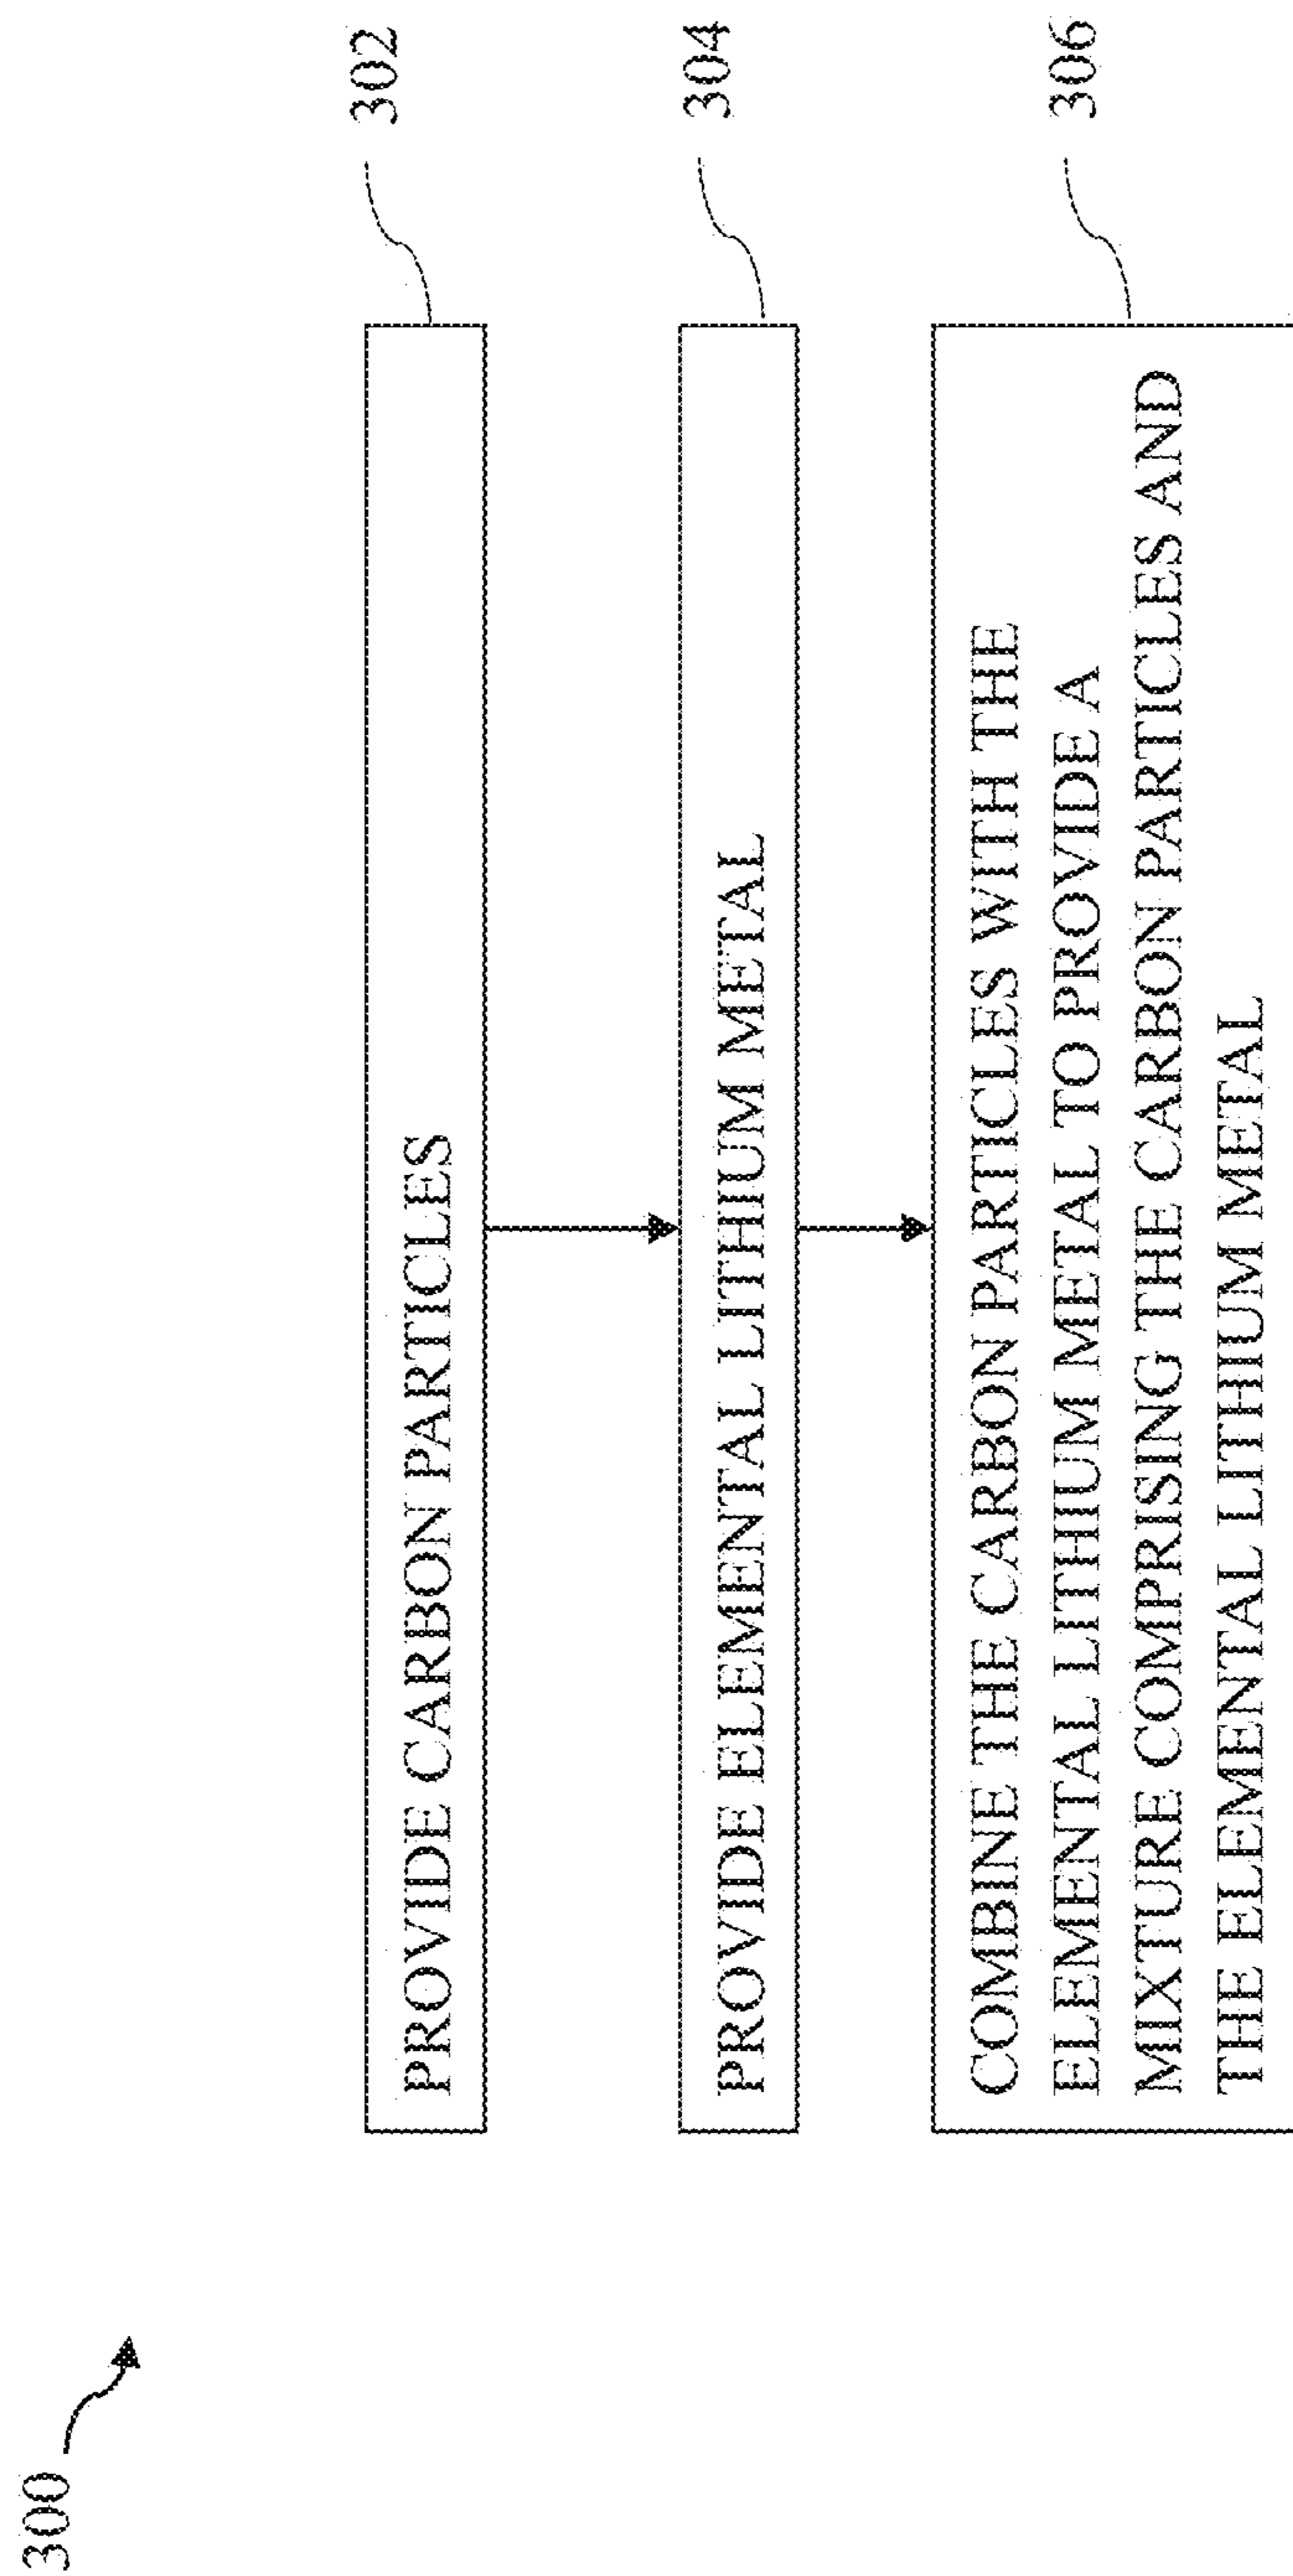 300
PROVIDE CARBON PARTICLES
302
PROVIDE ELEMENTAL LITHIUM METAL
304
COMBINE THE CARBON PARTICLES WITH THE
ELEMENTAL LITHIUM METAL TO PROVIDE A
MIXTURE COMPRISING THE CARBON PARTICLES AND
THE ELEMENTAL LITHIUM METAL
306